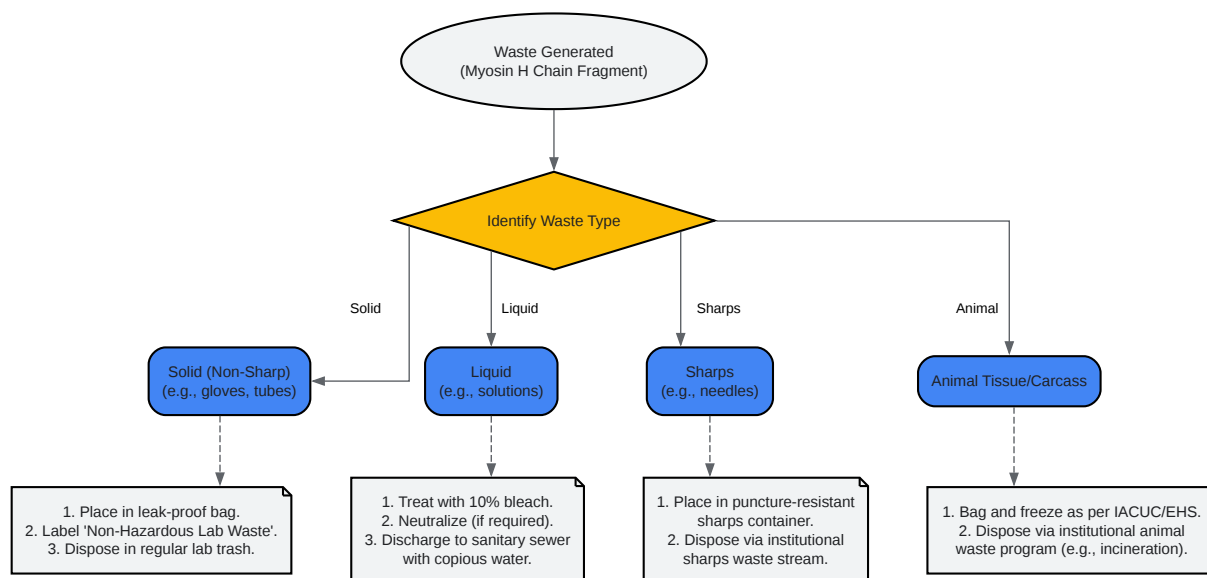 Waste Generated
(Myosin H Chain Fragment)
Identify Waste Type
Solid
Liquid
Sharps
Animal
Solid (Non-Sharp)
(e.g., gloves, tubes)
Liquid
(e.g., solutions)
Sharps
(e.g., needles)
Animal Tissue/Carcass
1. Place in leak-proof bag.
2. Label 'Non-Hazardous Lab Waste'.
3. Dispose in regular lab trash.
1. Treat with 10% bleach.
2. Neutralize (if required).
3. Discharge to sanitary sewer
with copious water.
1. Place in puncture-resistant
sharps container.
2. Dispose via institutional
sharps waste stream.
1. Bag and freeze as per IACUC/EHS.
2. Dispose via institutional animal
waste program (e.g., incineration).